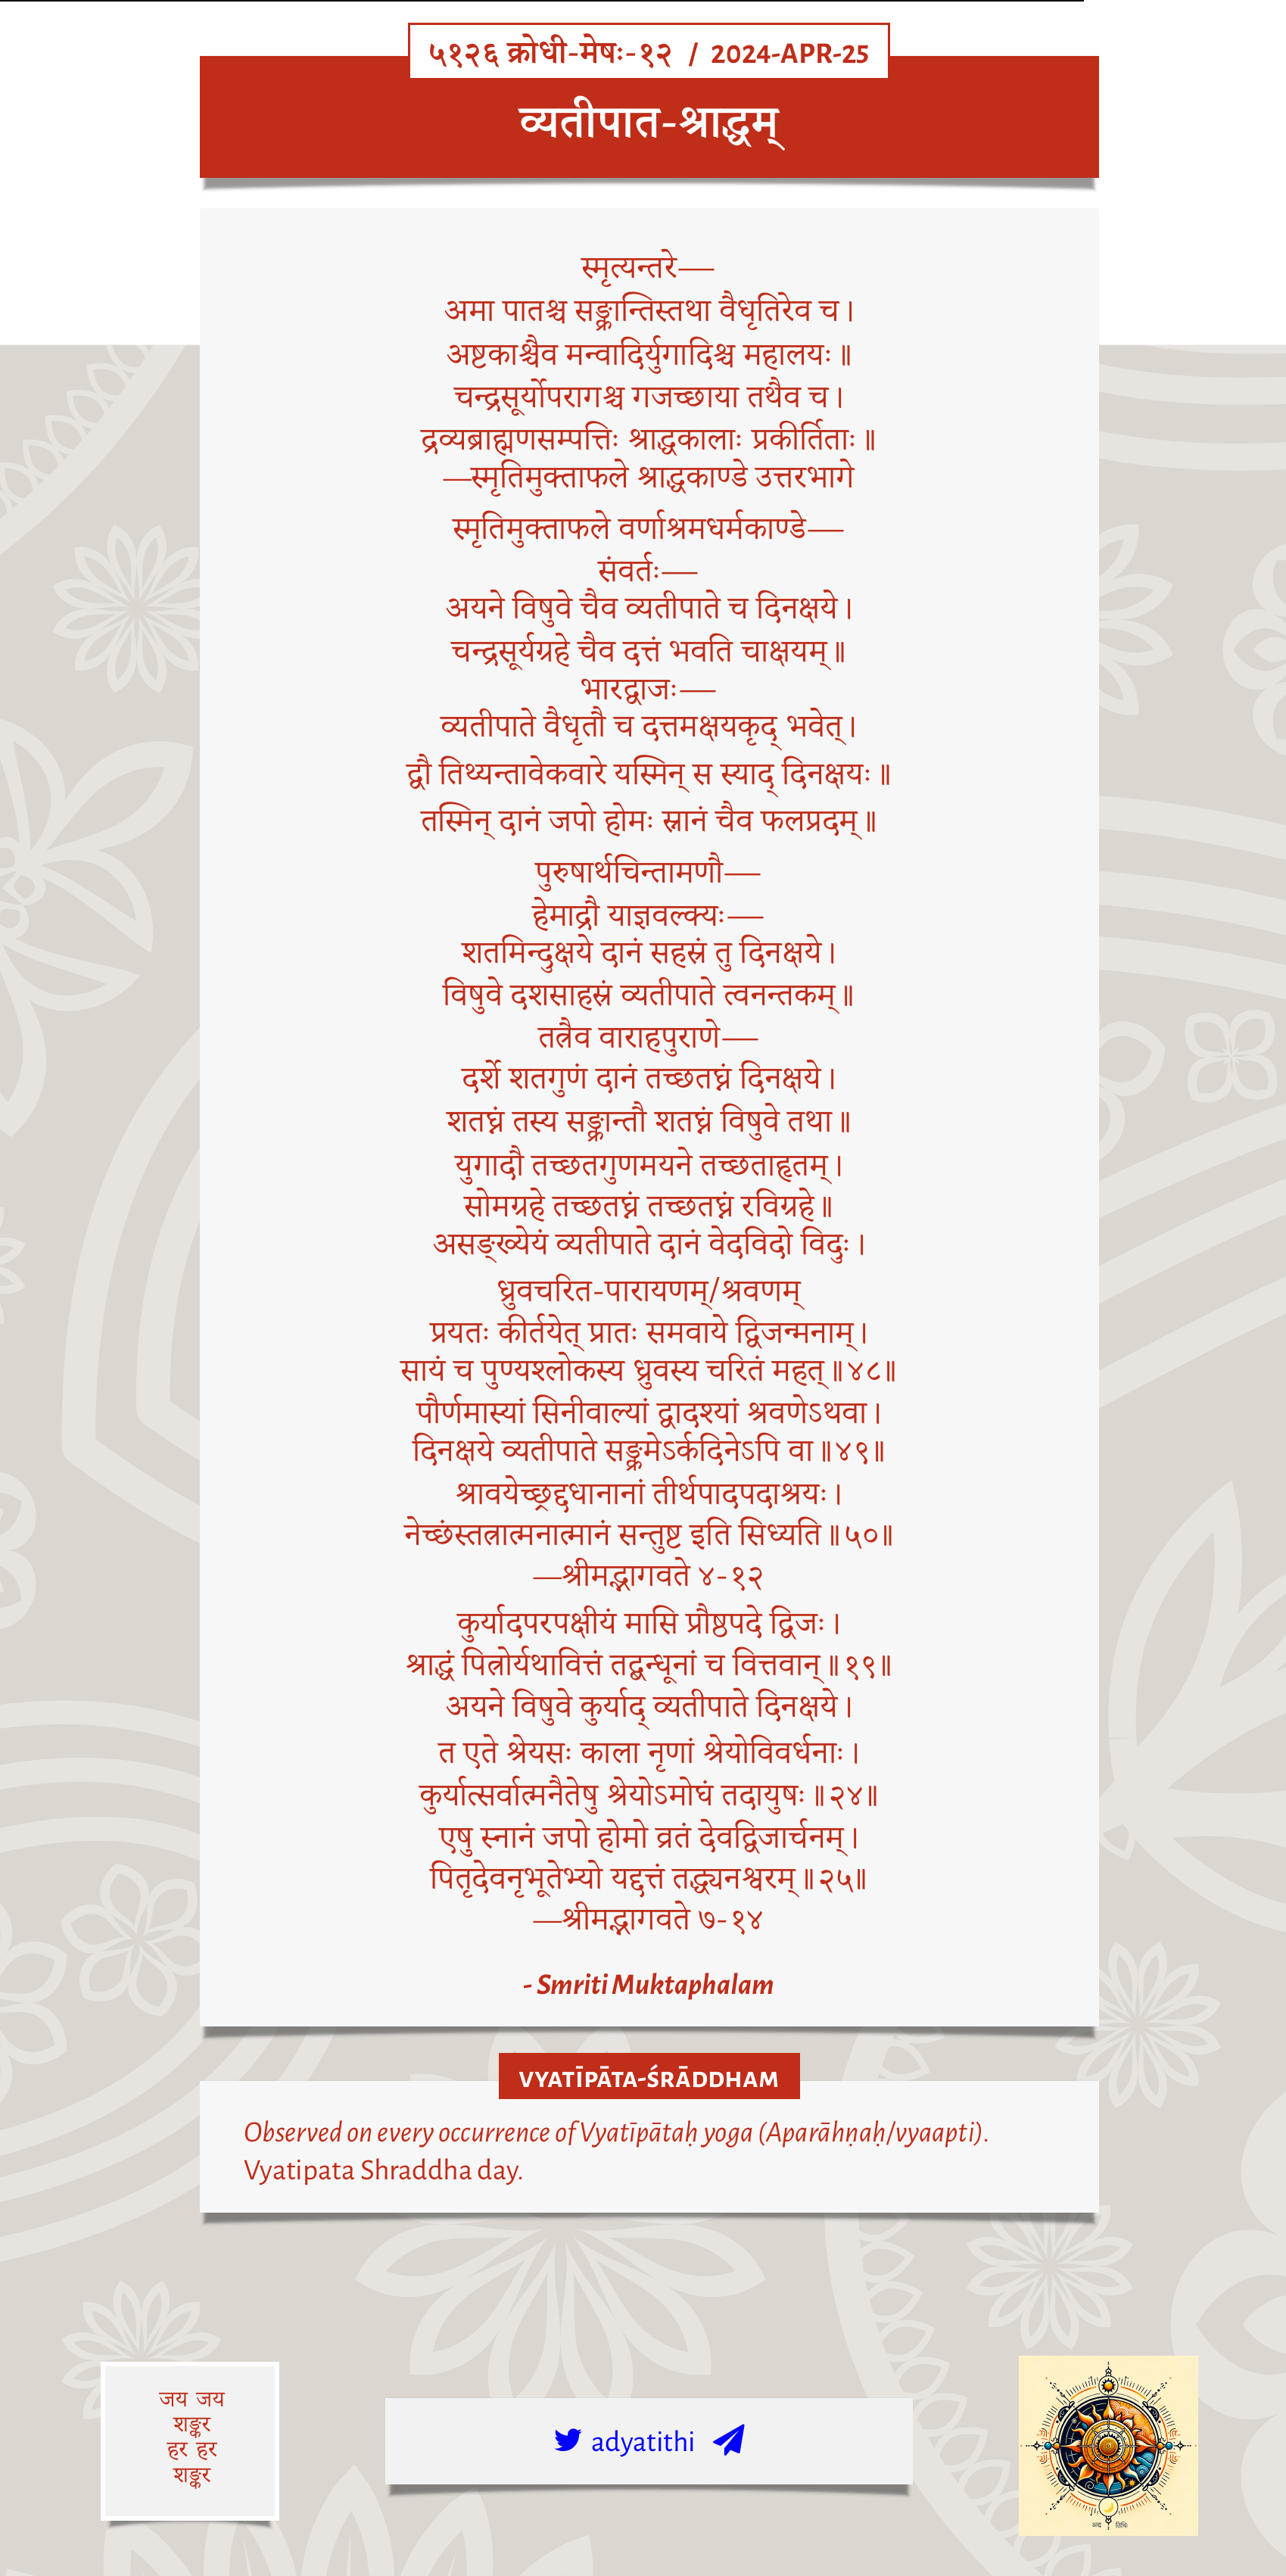 ५१२६ क्रोधी-मेषः-१२ / 2024-APR-25
व्यतीपात-श्राद्धम्
स्मृत्यन्तरे—
अमा पातश्च सङ्क्रान्तिस्तथा वैधृतिरेव च।
अष्टकाश्चैव मन्वादिर्युगादिश्च महालयः॥
चन्द्रसूर्योपरागश्च गजच्छाया तथैव च।
द्रव्यब्राह्मणसम्पत्तिः श्राद्धकालाः प्रकीर्तिताः॥
—स्मृतिमुक्ताफले श्राद्धकाण्डे उत्तरभागे
स्मृतिमुक्ताफले वर्णाश्रमधर्मकाण्डे—
संवर्तः—
अयने विषुवे चैव व्यतीपाते च दिनक्षये।
चन्द्रसूर्यग्रहे चैव दत्तं भवति चाक्षयम्॥
भारद्वाजः—
व्यतीपाते वैधृतौ च दत्तमक्षयकृद् भवेत्।
द्वौ तिथ्यन्तावेकवारे यस्मिन् स स्याद् दिनक्षयः॥
तस्मिन् दानं जपो होमः स्नानं चैव फलप्रदम्॥
पुरुषार्थचिन्तामणौ—
हेमाद्रौ याज्ञवल्क्यः—
शतमिन्दुक्षये दानं सहस्रं तु दिनक्षये।
विषुवे दशसाहस्रं व्यतीपाते त्वनन्तकम्॥
तत्रैव वाराहपुराणे—
दर्शे शतगुणं दानं तच्छतघ्नं दिनक्षये।
शतघ्नं तस्य सङ्क्रान्तौ शतघ्नं विषुवे तथा॥
युगादौ तच्छतगुणमयने तच्छताहृतम्।
सोमग्रहे तच्छतघ्नं तच्छतघ्नं रविग्रहे॥
असङ्ख्येयं व्यतीपाते दानं वेदविदो विदुः।
ध्रुवचरित-पारायणम्/श्रवणम्
प्रयतः कीर्तयेत् प्रातः समवाये द्विजन्मनाम्।
सायं च पुण्यश्लोकस्य ध्रुवस्य चरितं महत्॥४८॥
पौर्णमास्यां सिनीवाल्यां द्वादश्यां श्रवणेऽथवा।
दिनक्षये व्यतीपाते सङ्क्रमेऽर्कदिनेऽपि वा॥४९॥
श्रावयेच्छ्रद्दधानानां तीर्थपादपदाश्रयः।
नेच्छंस्तत्रात्मनात्मानं सन्तुष्ट इति सिध्यति॥५०॥
—श्रीमद्भागवते ४-१२
कुर्यादपरपक्षीयं मासि प्रौष्ठपदे द्विजः।
श्राद्धं पित्रोर्यथावित्तं तद्बन्धूनां च वित्तवान्॥१९॥
अयने विषुवे कुर्याद् व्यतीपाते दिनक्षये।
त एते श्रेयसः काला नृणां श्रेयोविवर्धनाः।
कुर्यात्सर्वात्मनैतेषु श्रेयोऽमोघं तदायुषः॥२४॥
एषु स्नानं जपो होमो व्रतं देवद्विजार्चनम्।
पितृदेवनृभूतेभ्यो यद्दत्तं तद्ध्यनश्वरम्॥२५॥
—श्रीमद्भागवते ७-१४
- Smriti Muktaphalam
VYATĪPĀTA-ŚRĀDDHAM
Observed on every occurrence of Vyatīpātaḥ yoga (Aparāhṇaḥ/vyaapti).
Vyatipata Shraddha day.
जय जय
शङ्कर
हर हर
शङ्कर
adyatithi
अद्य तिथिः